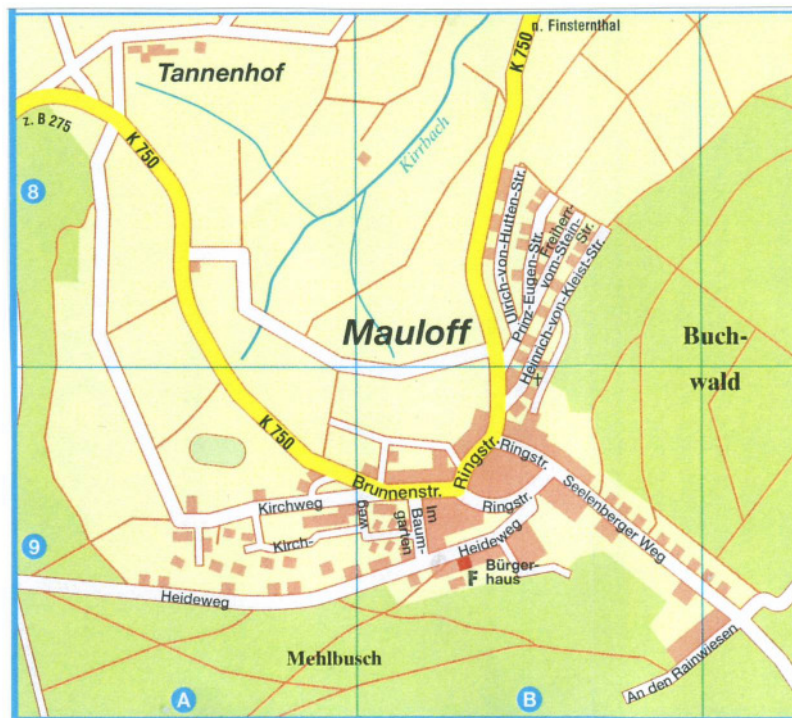 n. Finsternthal
K 750
Tannenhof
z. B 275
K 750
Kirrbach
8
Ulrich-von-Hutten-Str.
Prinz-Eugen-Str.
Freiherr-
vom-Stein-
Str.
Heinrich-von-Kleist-Str.
Mauloff
Buch-
wald
K 750
Ringstr.
Ringstr.
Brunnenstr.
Kirchweg
Ringstr.
Seelenberger Weg
Im
Baum-
garten
Kirch-
weg
9
Heideweg
Bürger-
haus
F
Heideweg
Mehlbusch
An den Rainwiesen
A
B